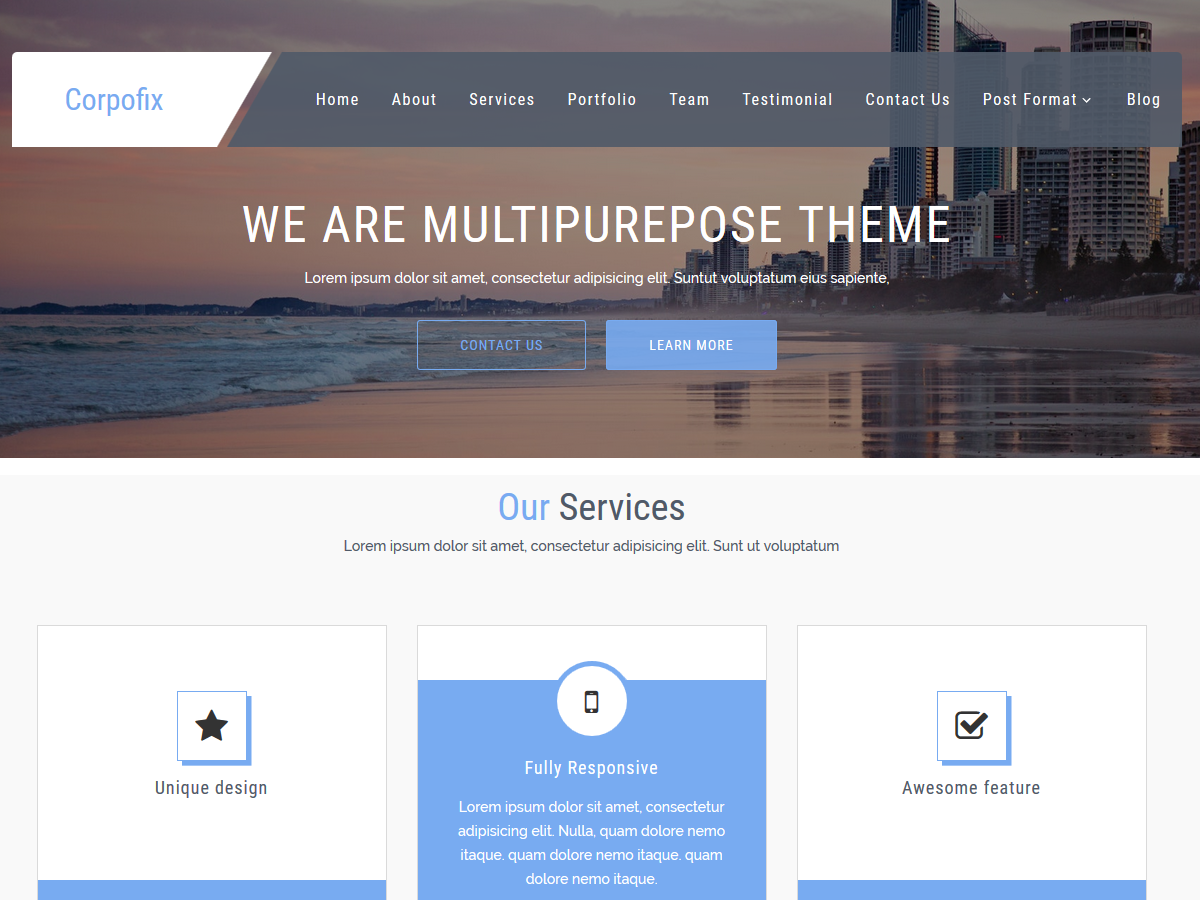 Corpofix
Home About Services Portfolio Team Testimonial Contact Us Post Format Blog
WE ARE MULTIPUREPOSE THEME
Lorem ipsum dolor sit amet, consectetur adipisicing elit. Suntut voluptatum eius sapiente,
CONTACT US LEARN MORE
Our Services
Lorem ipsum dolor sit amet, consectetur adipisicing elit. Sunt ut voluptatum
Unique design
Fully Responsive
Lorem ipsum dolor sit amet, consectetur
adipisicing elit. Nulla, quam dolore nemo
itaque. quam dolore nemo itaque. quam
dolore nemo itaque.
Awesome feature